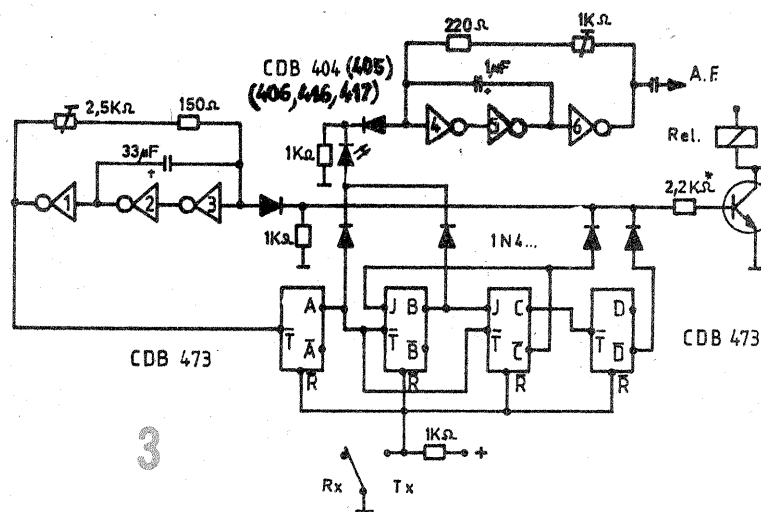 220Ω
1KΩ
CDB 404 (405)
(406,416,417)
1µF
+
A.F.
2,5KΩ
150Ω
4
5
6
33µF
+
1KΩ
Rel.
2,2KΩ*
1
2
3
1KΩ
1N4...
A
J B
J C
D
T̅
T̅
T̅
T̅
A̅
B̅
C̅
D̅
CDB 473
CDB 473
R̅
R̅
R̅
R̅
3
1KΩ
+
Rx
Tx